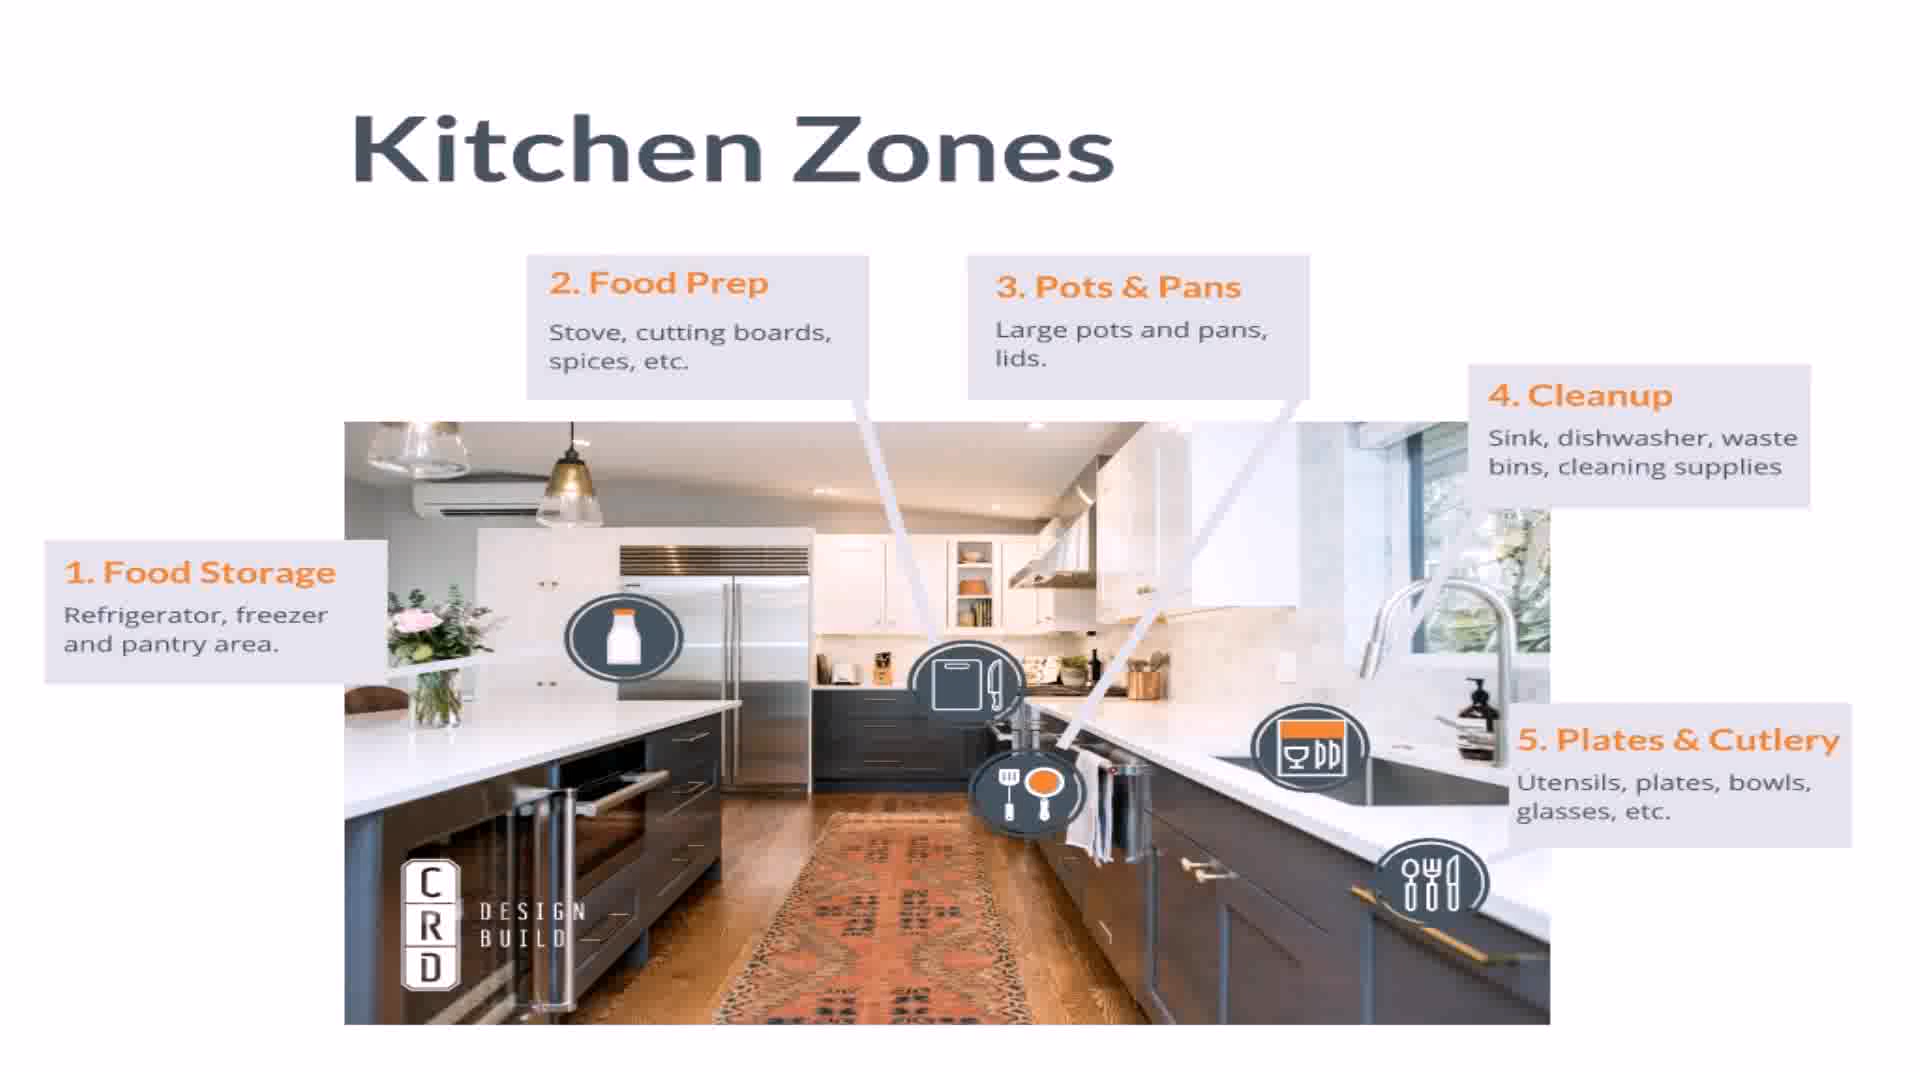 Kitchen Zones
2. Food Prep
Stove, cutting boards,
spices, etc.
3. Pots & Pans
Large pots and pans,
lids.
4. Cleanup
Sink, dishwasher, waste
bins, cleaning supplies
1. Food Storage
Refrigerator, freezer
and pantry area.
5. Plates & Cutlery
Utensils, plates, bowls,
glasses, etc.
CRD
DESIGN
BUILD